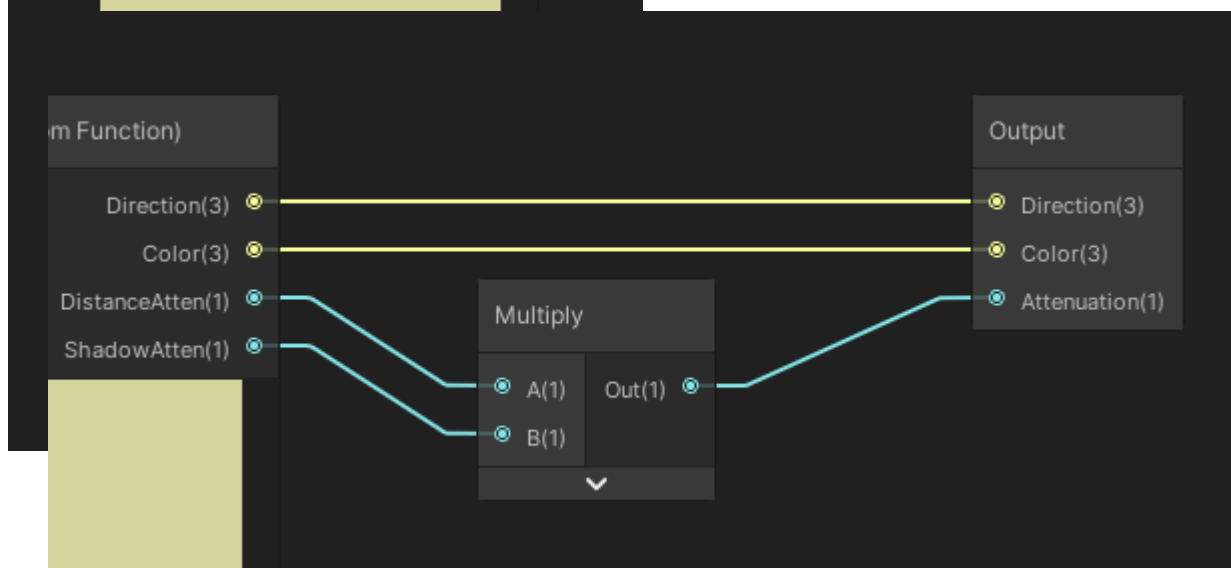 om Function)
Output
Direction(3)
Direction(3)
Color(3)
Color(3)
DistanceAtten(1)
Multiply
Attenuation(1)
ShadowAtten(1)
A(1)
Out(1)
B(1)